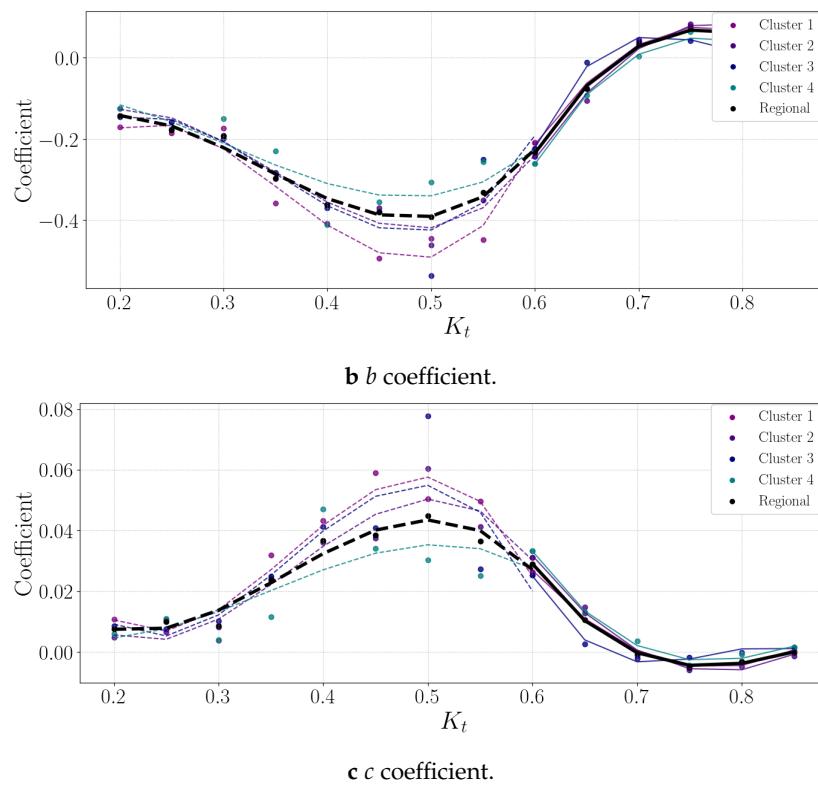 0.0
−0.2
−0.4
Coefficient
0.2 0.3 0.4 0.5 0.6 0.7 0.8
K_t
Cluster 1
Cluster 2
Cluster 3
Cluster 4
Regional
b b coefficient.
0.08
0.06
0.04
0.02
0.00
Coefficient
0.2 0.3 0.4 0.5 0.6 0.7 0.8
K_t
Cluster 1
Cluster 2
Cluster 3
Cluster 4
Regional
c c coefficient.